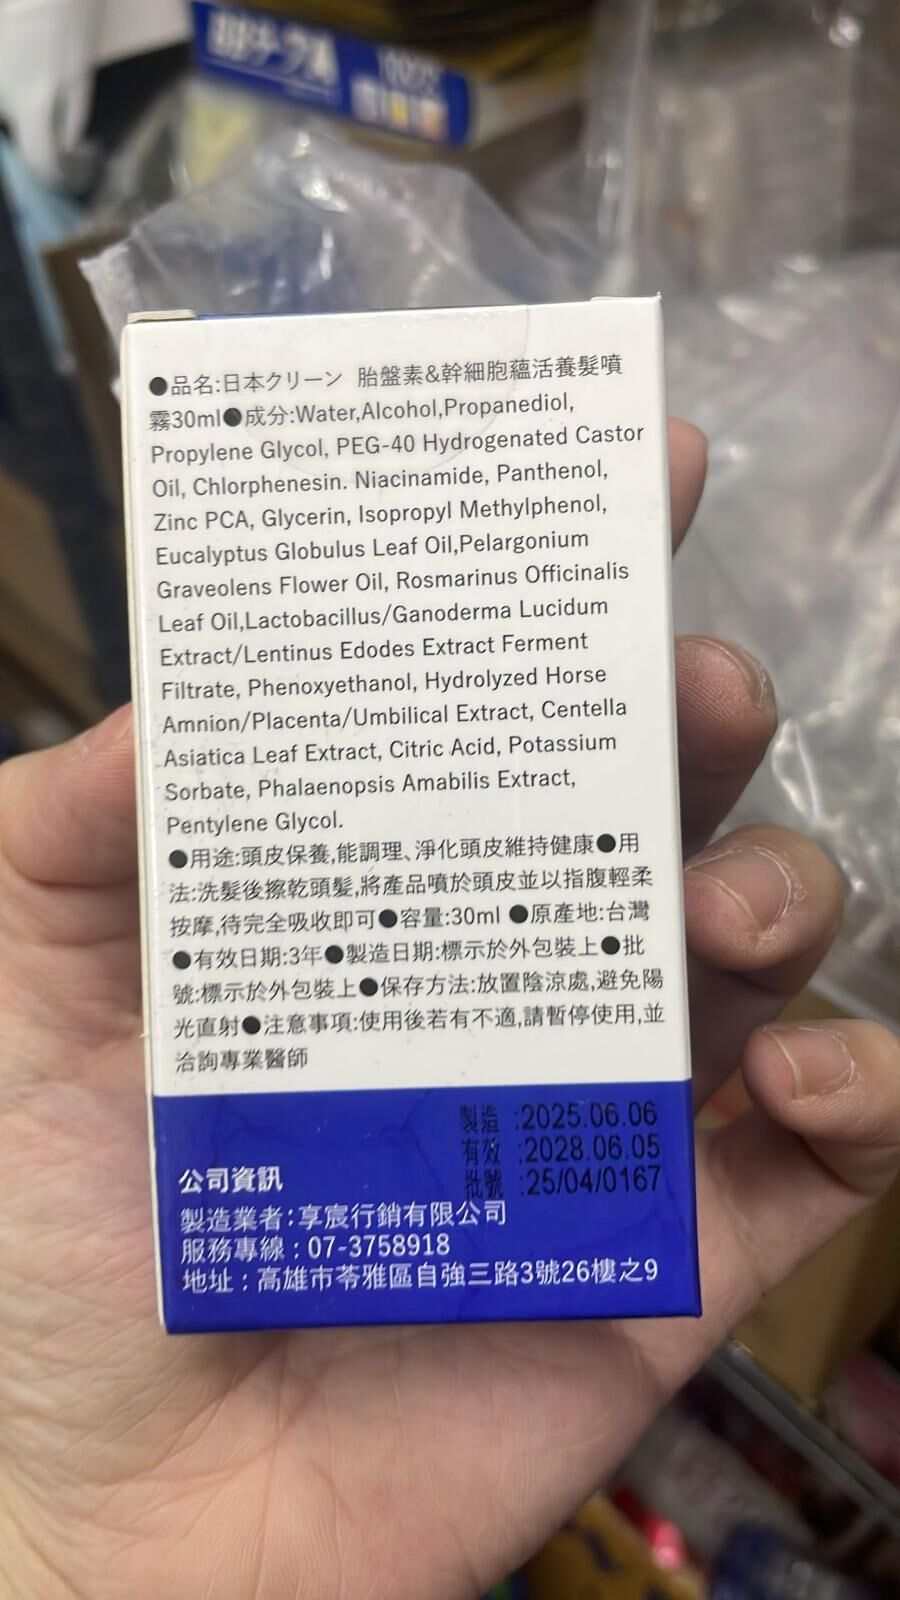 ●品名:日本クリーン 胎盤素&幹細胞蘊活養髮噴
霧30ml●成分:Water,Alcohol,Propanediol,
Propylene Glycol, PEG-40 Hydrogenated Castor
Oil, Chlorphenesin. Niacinamide, Panthenol,
Zinc PCA, Glycerin, Isopropyl Methylphenol,
Eucalyptus Globulus Leaf Oil,Pelargonium
Graveolens Flower Oil, Rosmarinus Officinalis
Leaf Oil,Lactobacillus/Ganoderma Lucidum
Extract/Lentinus Edodes Extract Ferment
Filtrate, Phenoxyethanol, Hydrolyzed Horse
Amnion/Placenta/Umbilical Extract, Centella
Asiatica Leaf Extract, Citric Acid, Potassium
Sorbate, Phalaenopsis Amabilis Extract,
Pentylene Glycol.
●用途:頭皮保養,能調理、淨化頭皮維持健康●用
法:洗髮後擦乾頭髮,將產品噴於頭皮並以指腹輕柔
按摩,待完全吸收即可●容量:30ml ●原產地:台灣
●有效日期:3年●製造日期:標示於外包裝上●批
號:標示於外包裝上●保存方法:放置陰涼處,避免陽
光直射●注意事項:使用後若有不適,請暫停使用,並
洽詢專業醫師
製造 :2025.06.06
有效 :2028.06.05
批號 :25/04/0167
公司資訊
製造業者:享宸行銷有限公司
服務專線 : 07-3758918
地址 : 高雄市苓雅區自強三路3號26樓之9